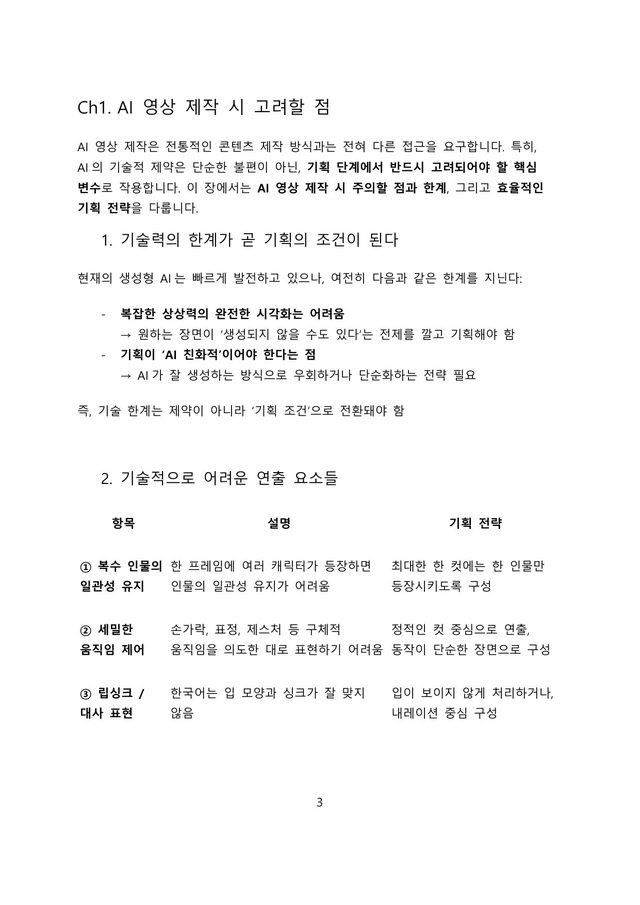 Ch1. AI 영상 제작 시 고려할 점
AI 영상 제작은 전통적인 콘텐츠 제작 방식과는 전혀 다른 접근을 요구합니다. 특히,
AI의 기술적 제약은 단순한 불편이 아닌, 기획 단계에서 반드시 고려되어야 할 핵심
변수로 작용합니다. 이 장에서는 AI 영상 제작 시 주의할 점과 한계, 그리고 효율적인
기획 전략을 다룹니다.
1. 기술력의 한계가 곧 기획의 조건이 된다
현재의 생성형 AI는 빠르게 발전하고 있으나, 여전히 다음과 같은 한계를 지닌다:
- 복잡한 상상력의 완전한 시각화는 어려움
→ 원하는 장면이 ‘생성되지 않을 수도 있다’는 전제를 깔고 기획해야 함
- 기획이 ‘AI 친화적’이어야 한다는 점
→ AI가 잘 생성하는 방식으로 우회하거나 단순화하는 전략 필요
즉, 기술 한계는 제약이 아니라 ‘기획 조건’으로 전환돼야 함
2. 기술적으로 어려운 연출 요소들
항목 설명 기획 전략
① 복수 인물의 한 프레임에 여러 캐릭터가 등장하면 최대한 한 컷에는 한 인물만
일관성 유지 인물의 일관성 유지가 어려움 등장시키도록 구성
② 세밀한 손가락, 표정, 제스처 등 구체적 정적인 컷 중심으로 연출,
움직임 제어 움직임을 의도한 대로 표현하기 어려움 동작이 단순한 장면으로 구성
③ 립싱크 / 한국어는 입 모양과 싱크가 잘 맞지 입이 보이지 않게 처리하거나,
대사 표현 않음 내레이션 중심 구성
3